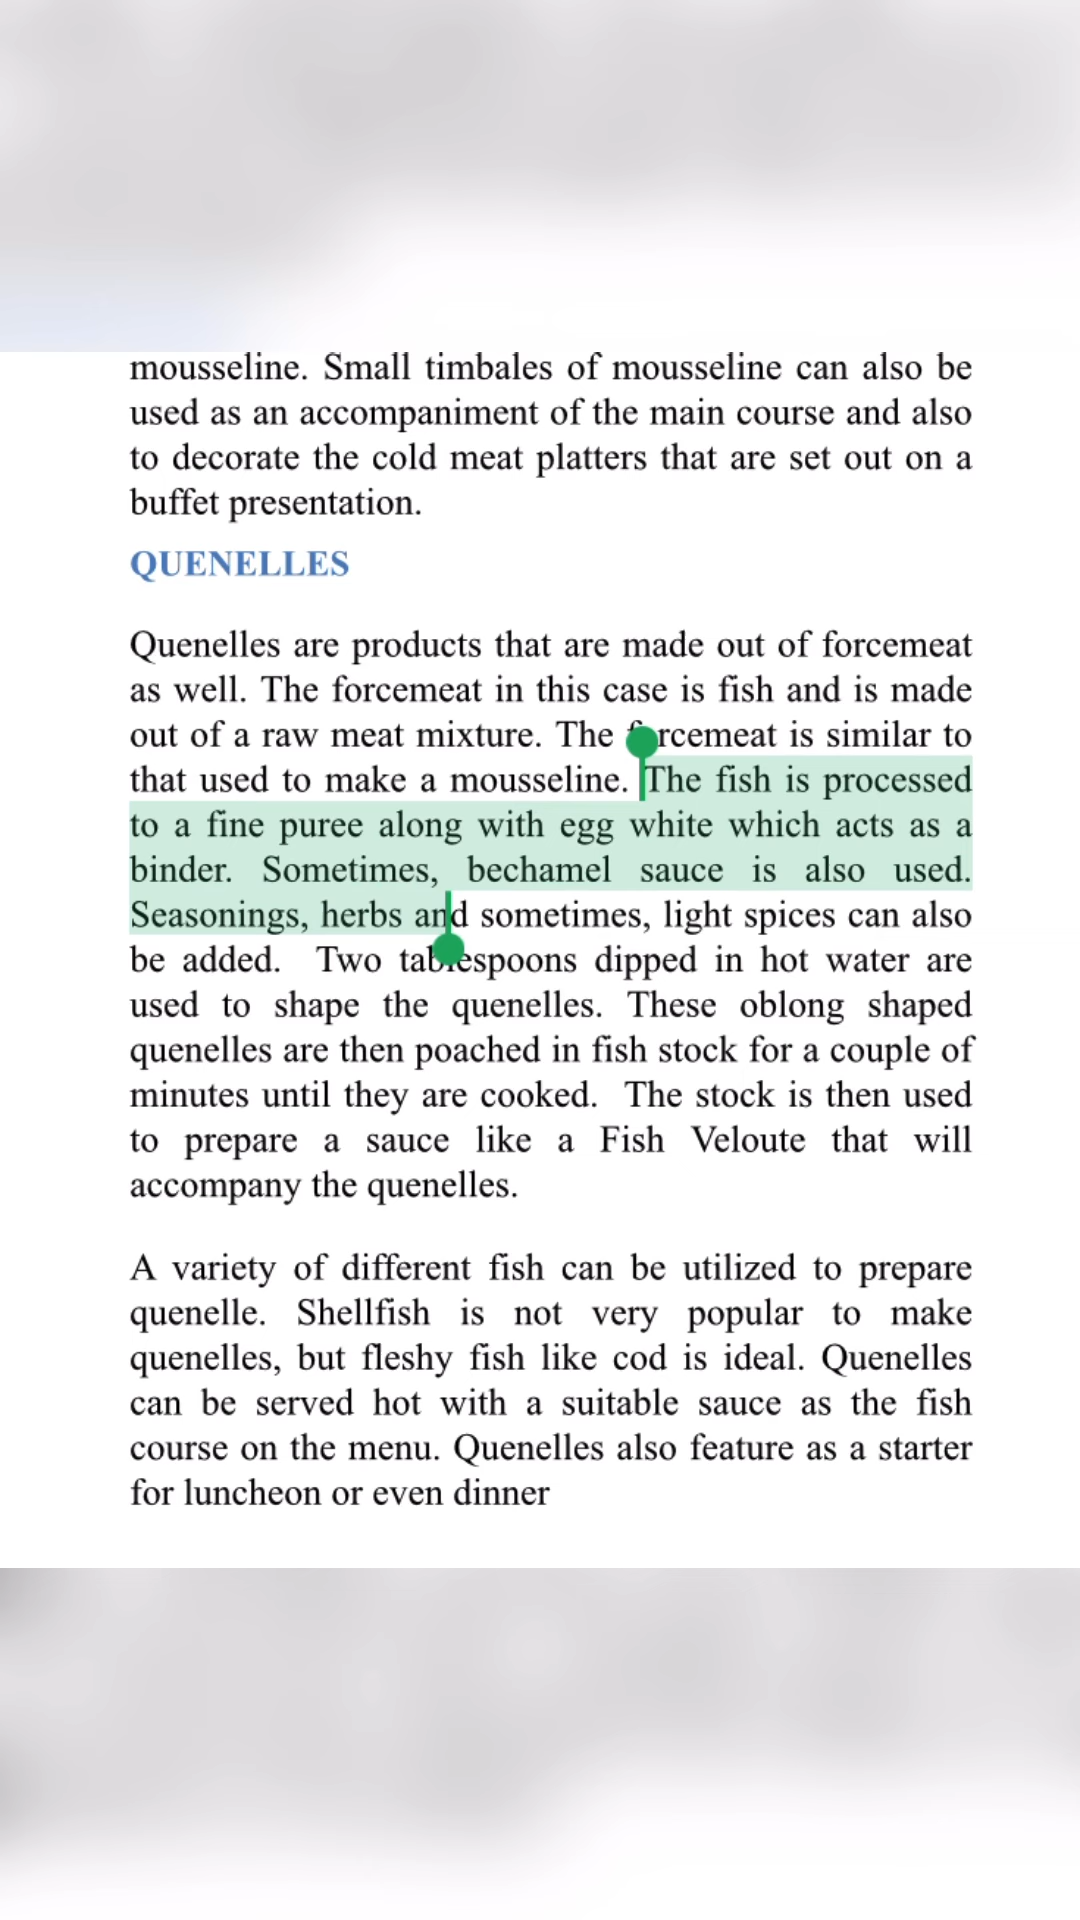 mousseline. Small timbales of mousseline can also be
used as an accompaniment of the main course and also
to decorate the cold meat platters that are set out on a
buffet presentation.
QUENELLES
Quenelles are products that are made out of forcemeat
as well. The forcemeat in this case is fish and is made
out of a raw meat mixture. The forcemeat is similar to
that used to make a mousseline. The fish is processed
to a fine puree along with egg white which acts as a
binder. Sometimes, bechamel sauce is also used.
Seasonings, herbs and sometimes, light spices can also
be added. Two tablespoons dipped in hot water are
used to shape the quenelles. These oblong shaped
quenelles are then poached in fish stock for a couple of
minutes until they are cooked. The stock is then used
to prepare a sauce like a Fish Veloute that will
accompany the quenelles.
A variety of different fish can be utilized to prepare
quenelle. Shellfish is not very popular to make
quenelles, but fleshy fish like cod is ideal. Quenelles
can be served hot with a suitable sauce as the fish
course on the menu. Quenelles also feature as a starter
for luncheon or even dinner